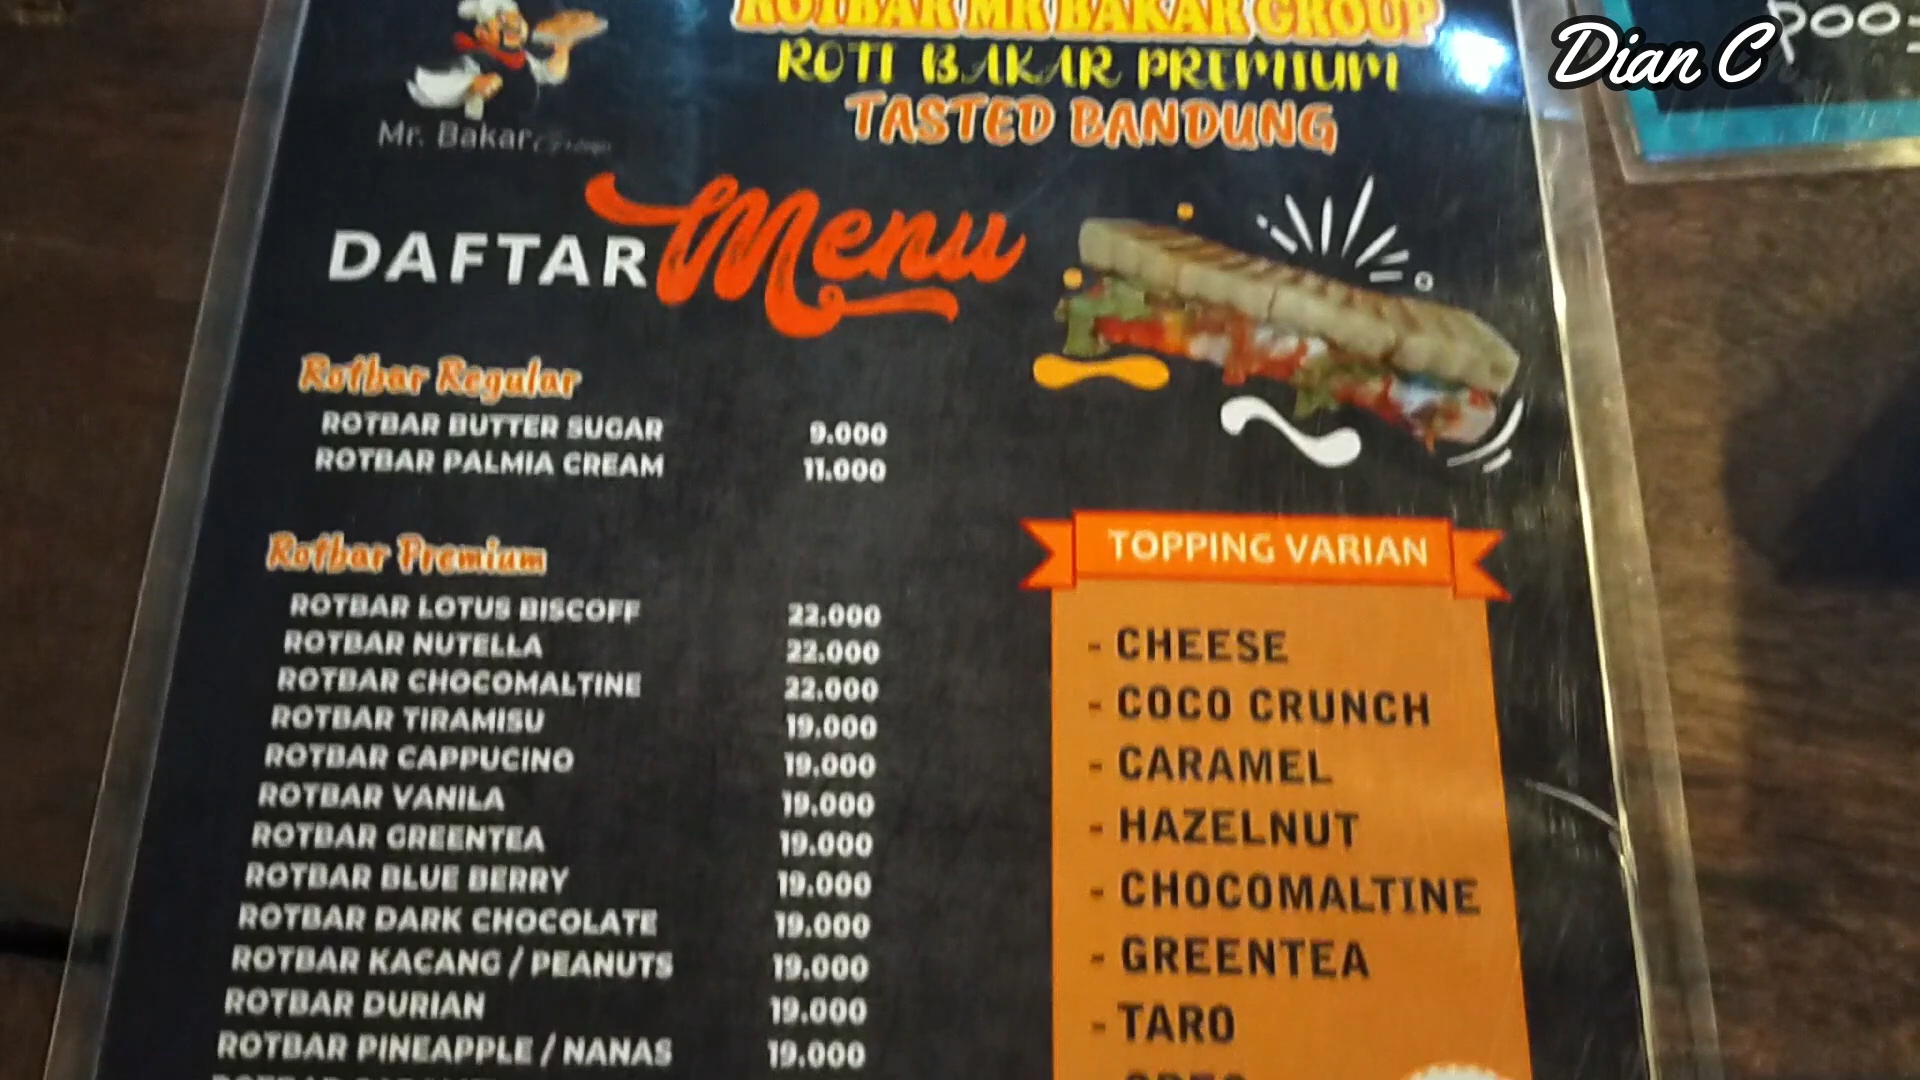 ROTBAR MR BAKAR GROUP
ROTI BAKAR PREMIUM
TASTED BANDUNG
Mr. Bakar
Dian C
POO
DAFTAR Menu
Rotbar Regular
ROTBAR BUTTER SUGAR 9.000
ROTBAR PALMIA CREAM 11.000
Rotbar Premium
ROTBAR LOTUS BISCOFF 22.000
ROTBAR NUTELLA 22.000
ROTBAR CHOCOMALTINE 22.000
ROTBAR TIRAMISU 19.000
ROTBAR CAPPUCINO 19.000
ROTBAR VANILA 19.000
ROTBAR GREENTEA 19.000
ROTBAR BLUE BERRY 19.000
ROTBAR DARK CHOCOLATE 19.000
ROTBAR KACANG / PEANUTS 19.000
ROTBAR DURIAN 19.000
ROTBAR PINEAPPLE / NANAS 19.000
TOPPING VARIAN
- CHEESE
- COCO CRUNCH
- CARAMEL
- HAZELNUT
- CHOCOMALTINE
- GREENTEA
- TARO